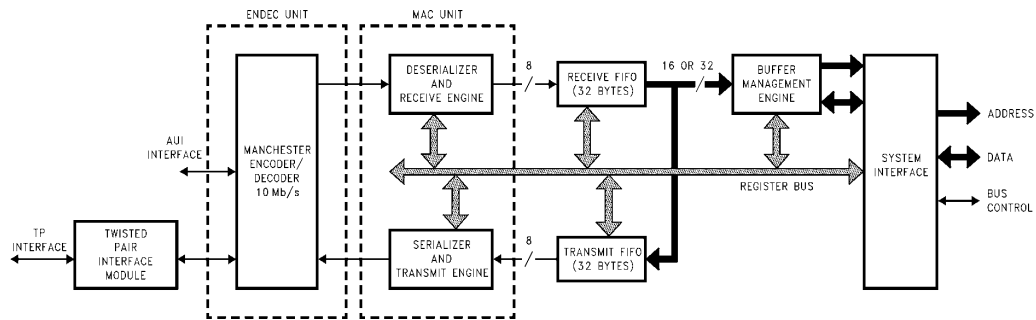 ENDEC UNIT
MAC UNIT
DESERIALIZER
AND
RECEIVE ENGINE
8
RECEIVE FIFO
(32 BYTES)
16 OR 32
BUFFER
MANAGEMENT
ENGINE
ADDRESS
AUI
INTERFACE
MANCHESTER
ENCODER/
DECODER
10 Mb/s
SYSTEM
INTERFACE
DATA
REGISTER BUS
BUS
CONTROL
TP
INTERFACE
TWISTED
PAIR
INTERFACE
MODULE
SERIALIZER
AND
TRANSMIT ENGINE
8
TRANSMIT FIFO
(32 BYTES)